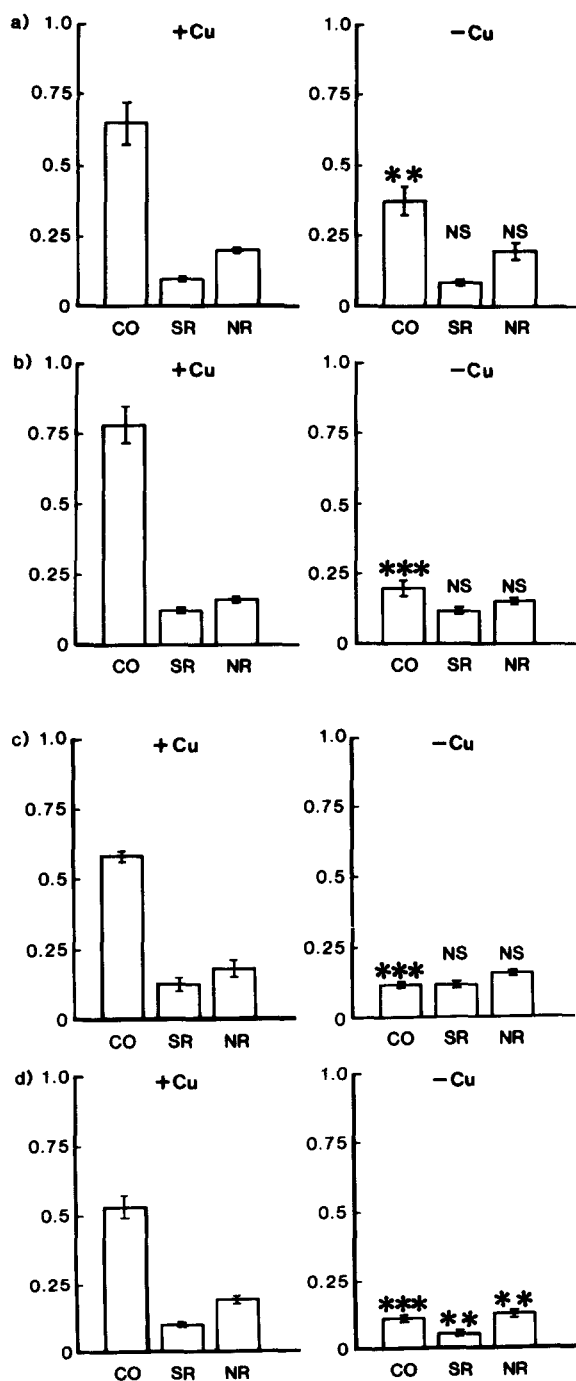 a) 1.0 +Cu 1.0 -Cu
0.75 0.75
0.5 0.5
**
NS NS
0.25 0.25
0 0
CO SR NR CO SR NR
b) 1.0 +Cu 1.0 -Cu
0.75 0.75
0.5 0.5
*** NS NS
0.25 0.25
0 0
CO SR NR CO SR NR
c) 1.0 +Cu 1.0 -Cu
0.75 0.75
0.5 0.5
NS NS
0.25 0.25
***
0 0
CO SR NR CO SR NR
d) 1.0 +Cu 1.0 -Cu
0.75 0.75
0.5 0.5
0.25 0.25
*** ** **
0 0
CO SR NR CO SR NR